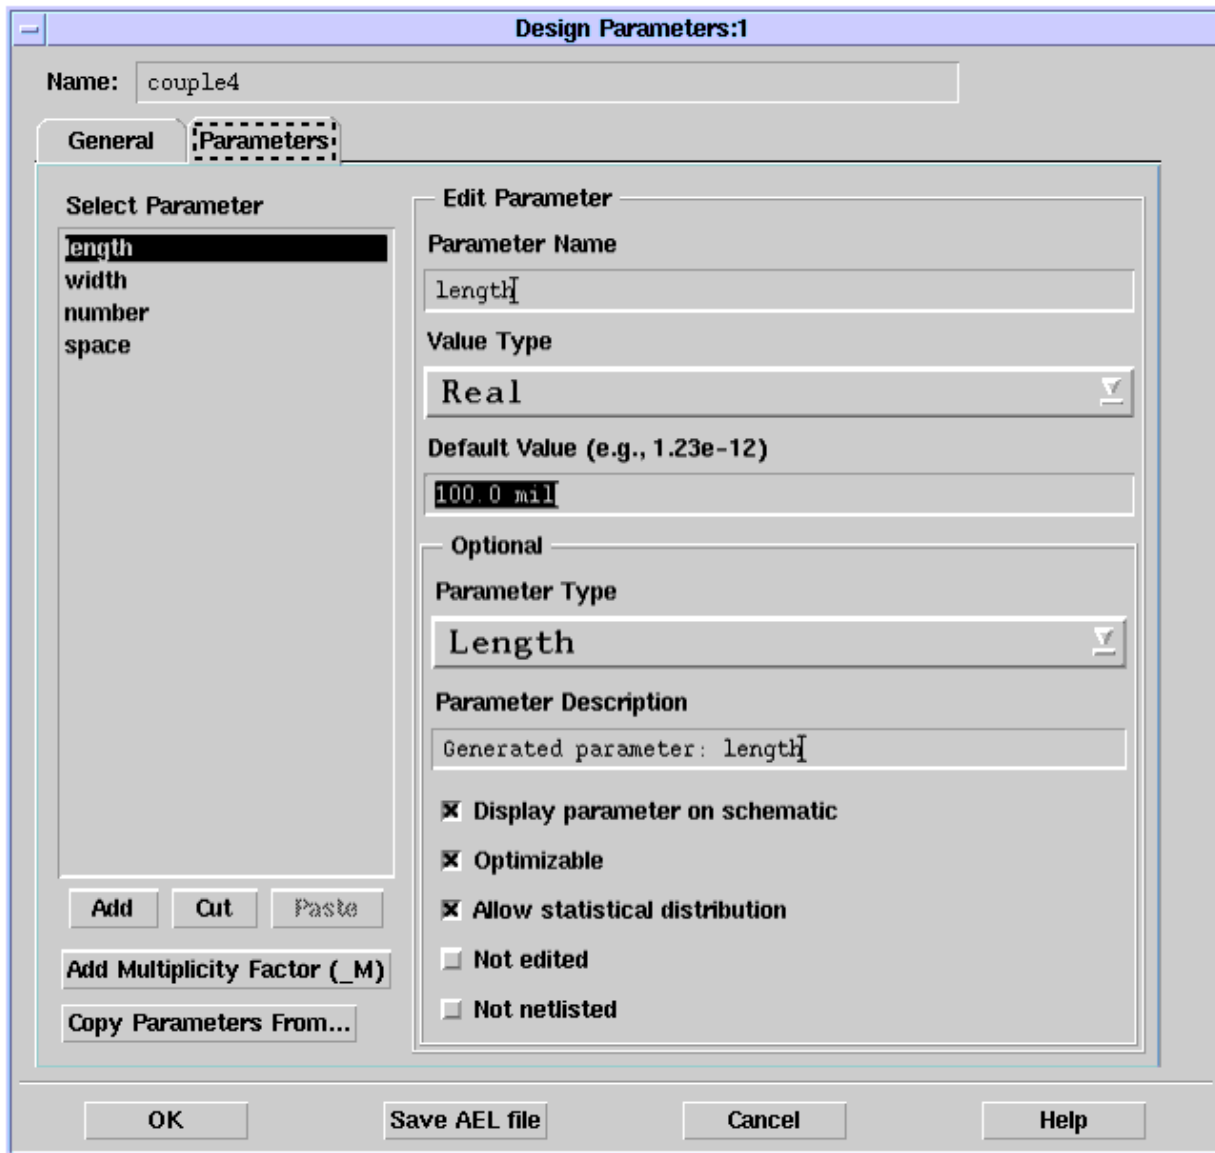 Design Parameters:1
Name: couple4
General Parameters
Select Parameter
length
width
number
space
Add Cut Paste
Add Multiplicity Factor (_M)
Copy Parameters From...
Edit Parameter
Parameter Name
length
Value Type
Real
Default Value (e.g., 1.23e-12)
100.0 mil
Optional
Parameter Type
Length
Parameter Description
Generated parameter: length
Display parameter on schematic
Optimizable
Allow statistical distribution
Not edited
Not netlisted
OK Save AEL file Cancel Help